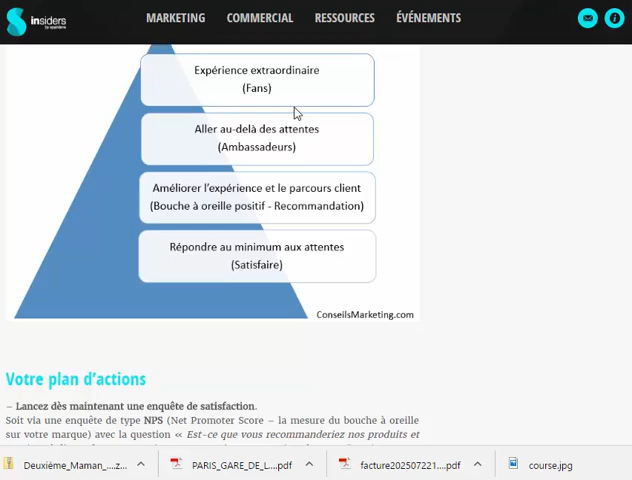 insiders
MARKETING COMMERCIAL RESSOURCES ÉVÉNEMENTS
Expérience extraordinaire
(Fans)
Aller au-delà des attentes
(Ambassadeurs)
Améliorer l'expérience et le parcours client
(Bouche à oreille positif - Recommandation)
Répondre au minimum aux attentes
(Satisfaire)
ConseilsMarketing.com
Votre plan d'actions
– Lancez dès maintenant une enquête de satisfaction.
Soit via une enquête de type NPS (Net Promoter Score – la mesure du bouche à oreille
sur votre marque) avec la question « Est-ce que vous recommanderiez nos produits et
Deuxième_Maman_....z... PARIS_GARE_DE_L....pdf facture202507221....pdf course.jpg